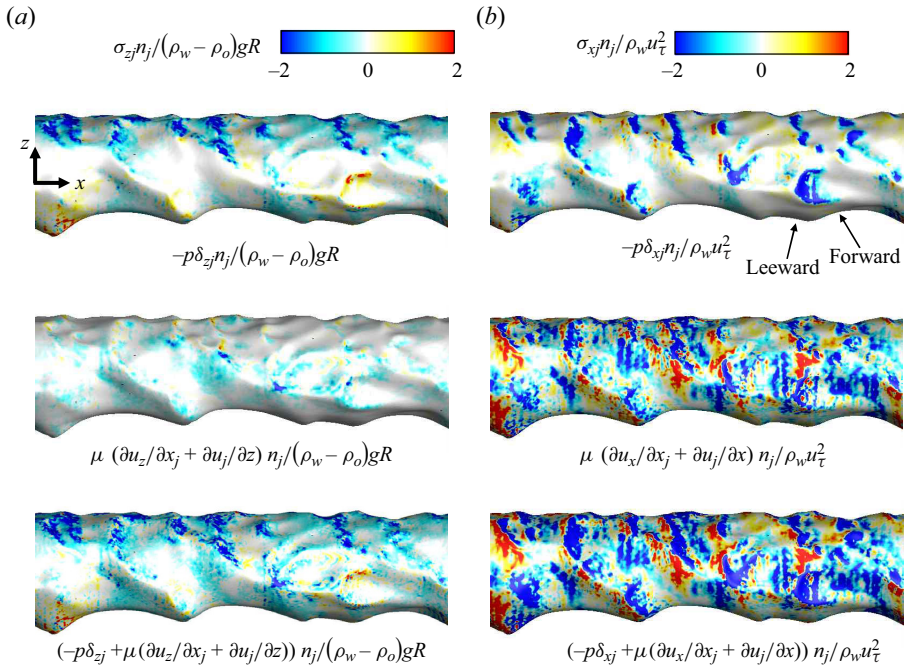 (a)
(b)
σ_zj n_j/(ρ_w − ρ_o)gR
−2 0 2
σ_xj n_j/ρ_w u_τ^2
−2 0 2
z
x
−pδ_zj n_j/(ρ_w − ρ_o)gR
−pδ_xj n_j/ρ_w u_τ^2
Leeward
Forward
μ (∂u_z/∂x_j + ∂u_j/∂z) n_j/(ρ_w − ρ_o)gR
μ (∂u_x/∂x_j + ∂u_j/∂x) n_j/ρ_w u_τ^2
(−pδ_zj +μ(∂u_z/∂x_j + ∂u_j/∂z)) n_j/(ρ_w − ρ_o)gR
(−pδ_xj +μ(∂u_x/∂x_j + ∂u_j/∂x)) n_j/ρ_w u_τ^2